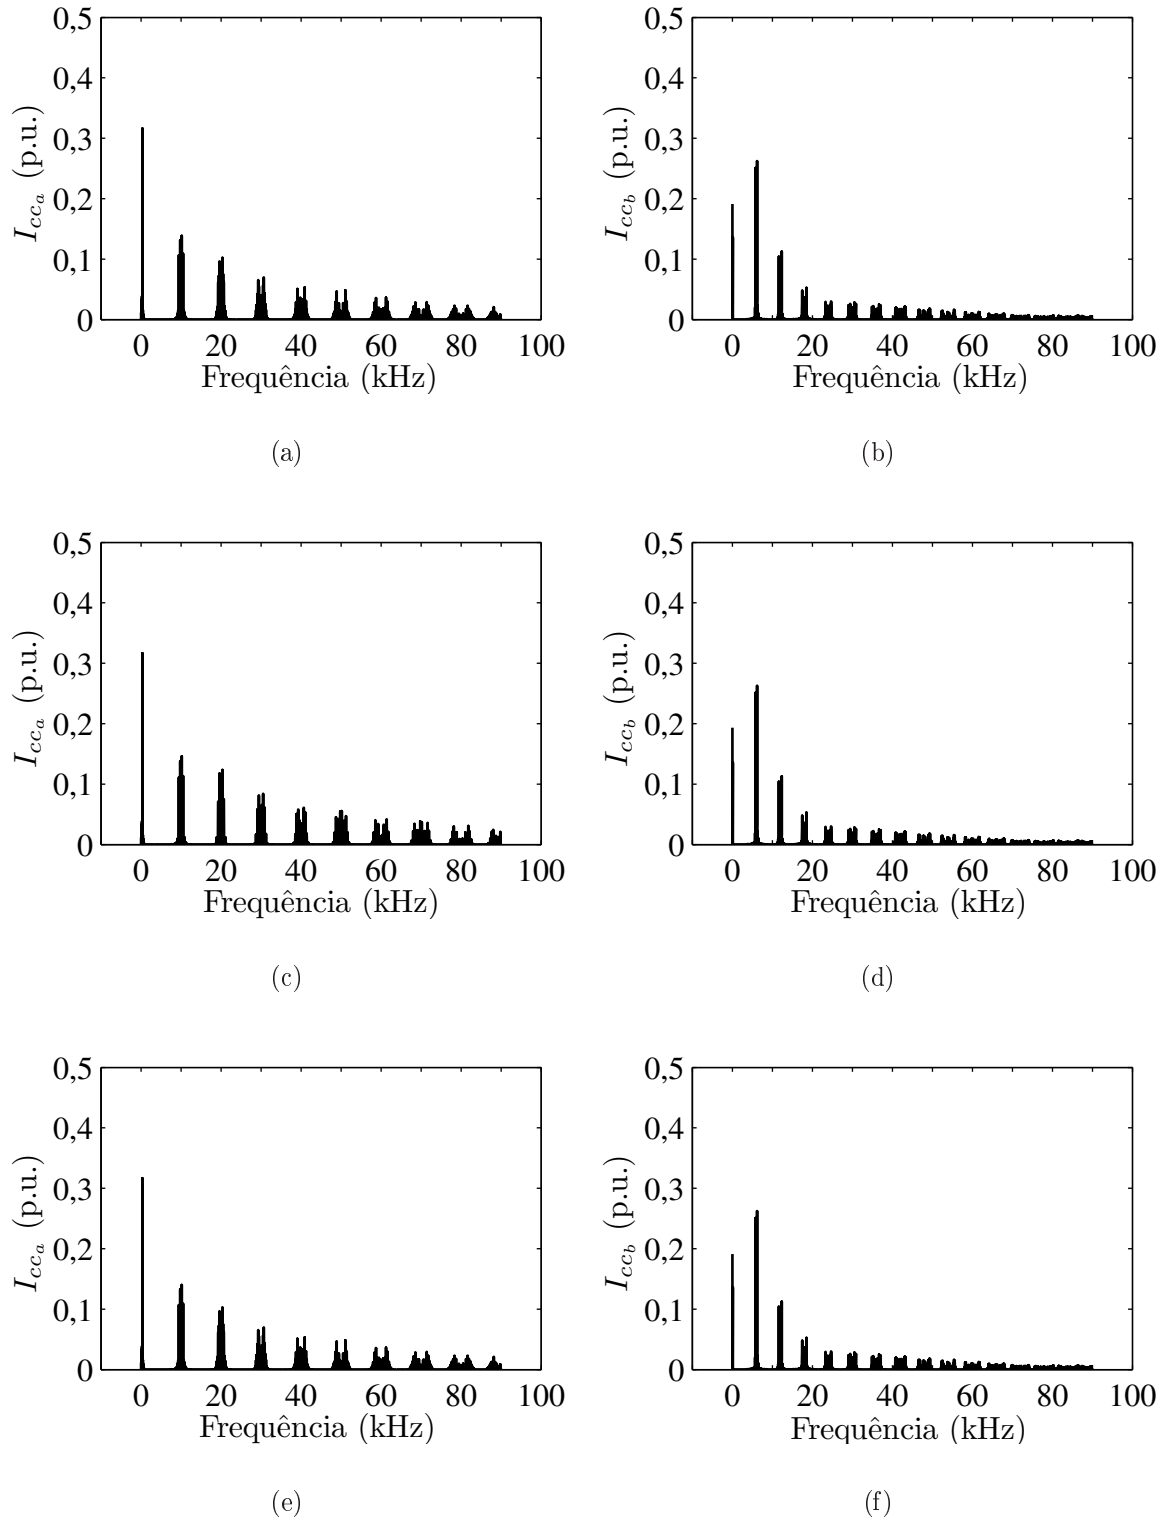 0,5 0,4 0,3 0,2 0,1 0
I_{cc_a} (p.u.)
0 20 40 60 80 100
Frequência (kHz)
(a)
0,5 0,4 0,3 0,2 0,1 0
I_{cc_b} (p.u.)
0 20 40 60 80 100
Frequência (kHz)
(b)
0,5 0,4 0,3 0,2 0,1 0
I_{cc_a} (p.u.)
0 20 40 60 80 100
Frequência (kHz)
(c)
0,5 0,4 0,3 0,2 0,1 0
I_{cc_b} (p.u.)
0 20 40 60 80 100
Frequência (kHz)
(d)
0,5 0,4 0,3 0,2 0,1 0
I_{cc_a} (p.u.)
0 20 40 60 80 100
Frequência (kHz)
(e)
0,5 0,4 0,3 0,2 0,1 0
I_{cc_b} (p.u.)
0 20 40 60 80 100
Frequência (kHz)
(f)